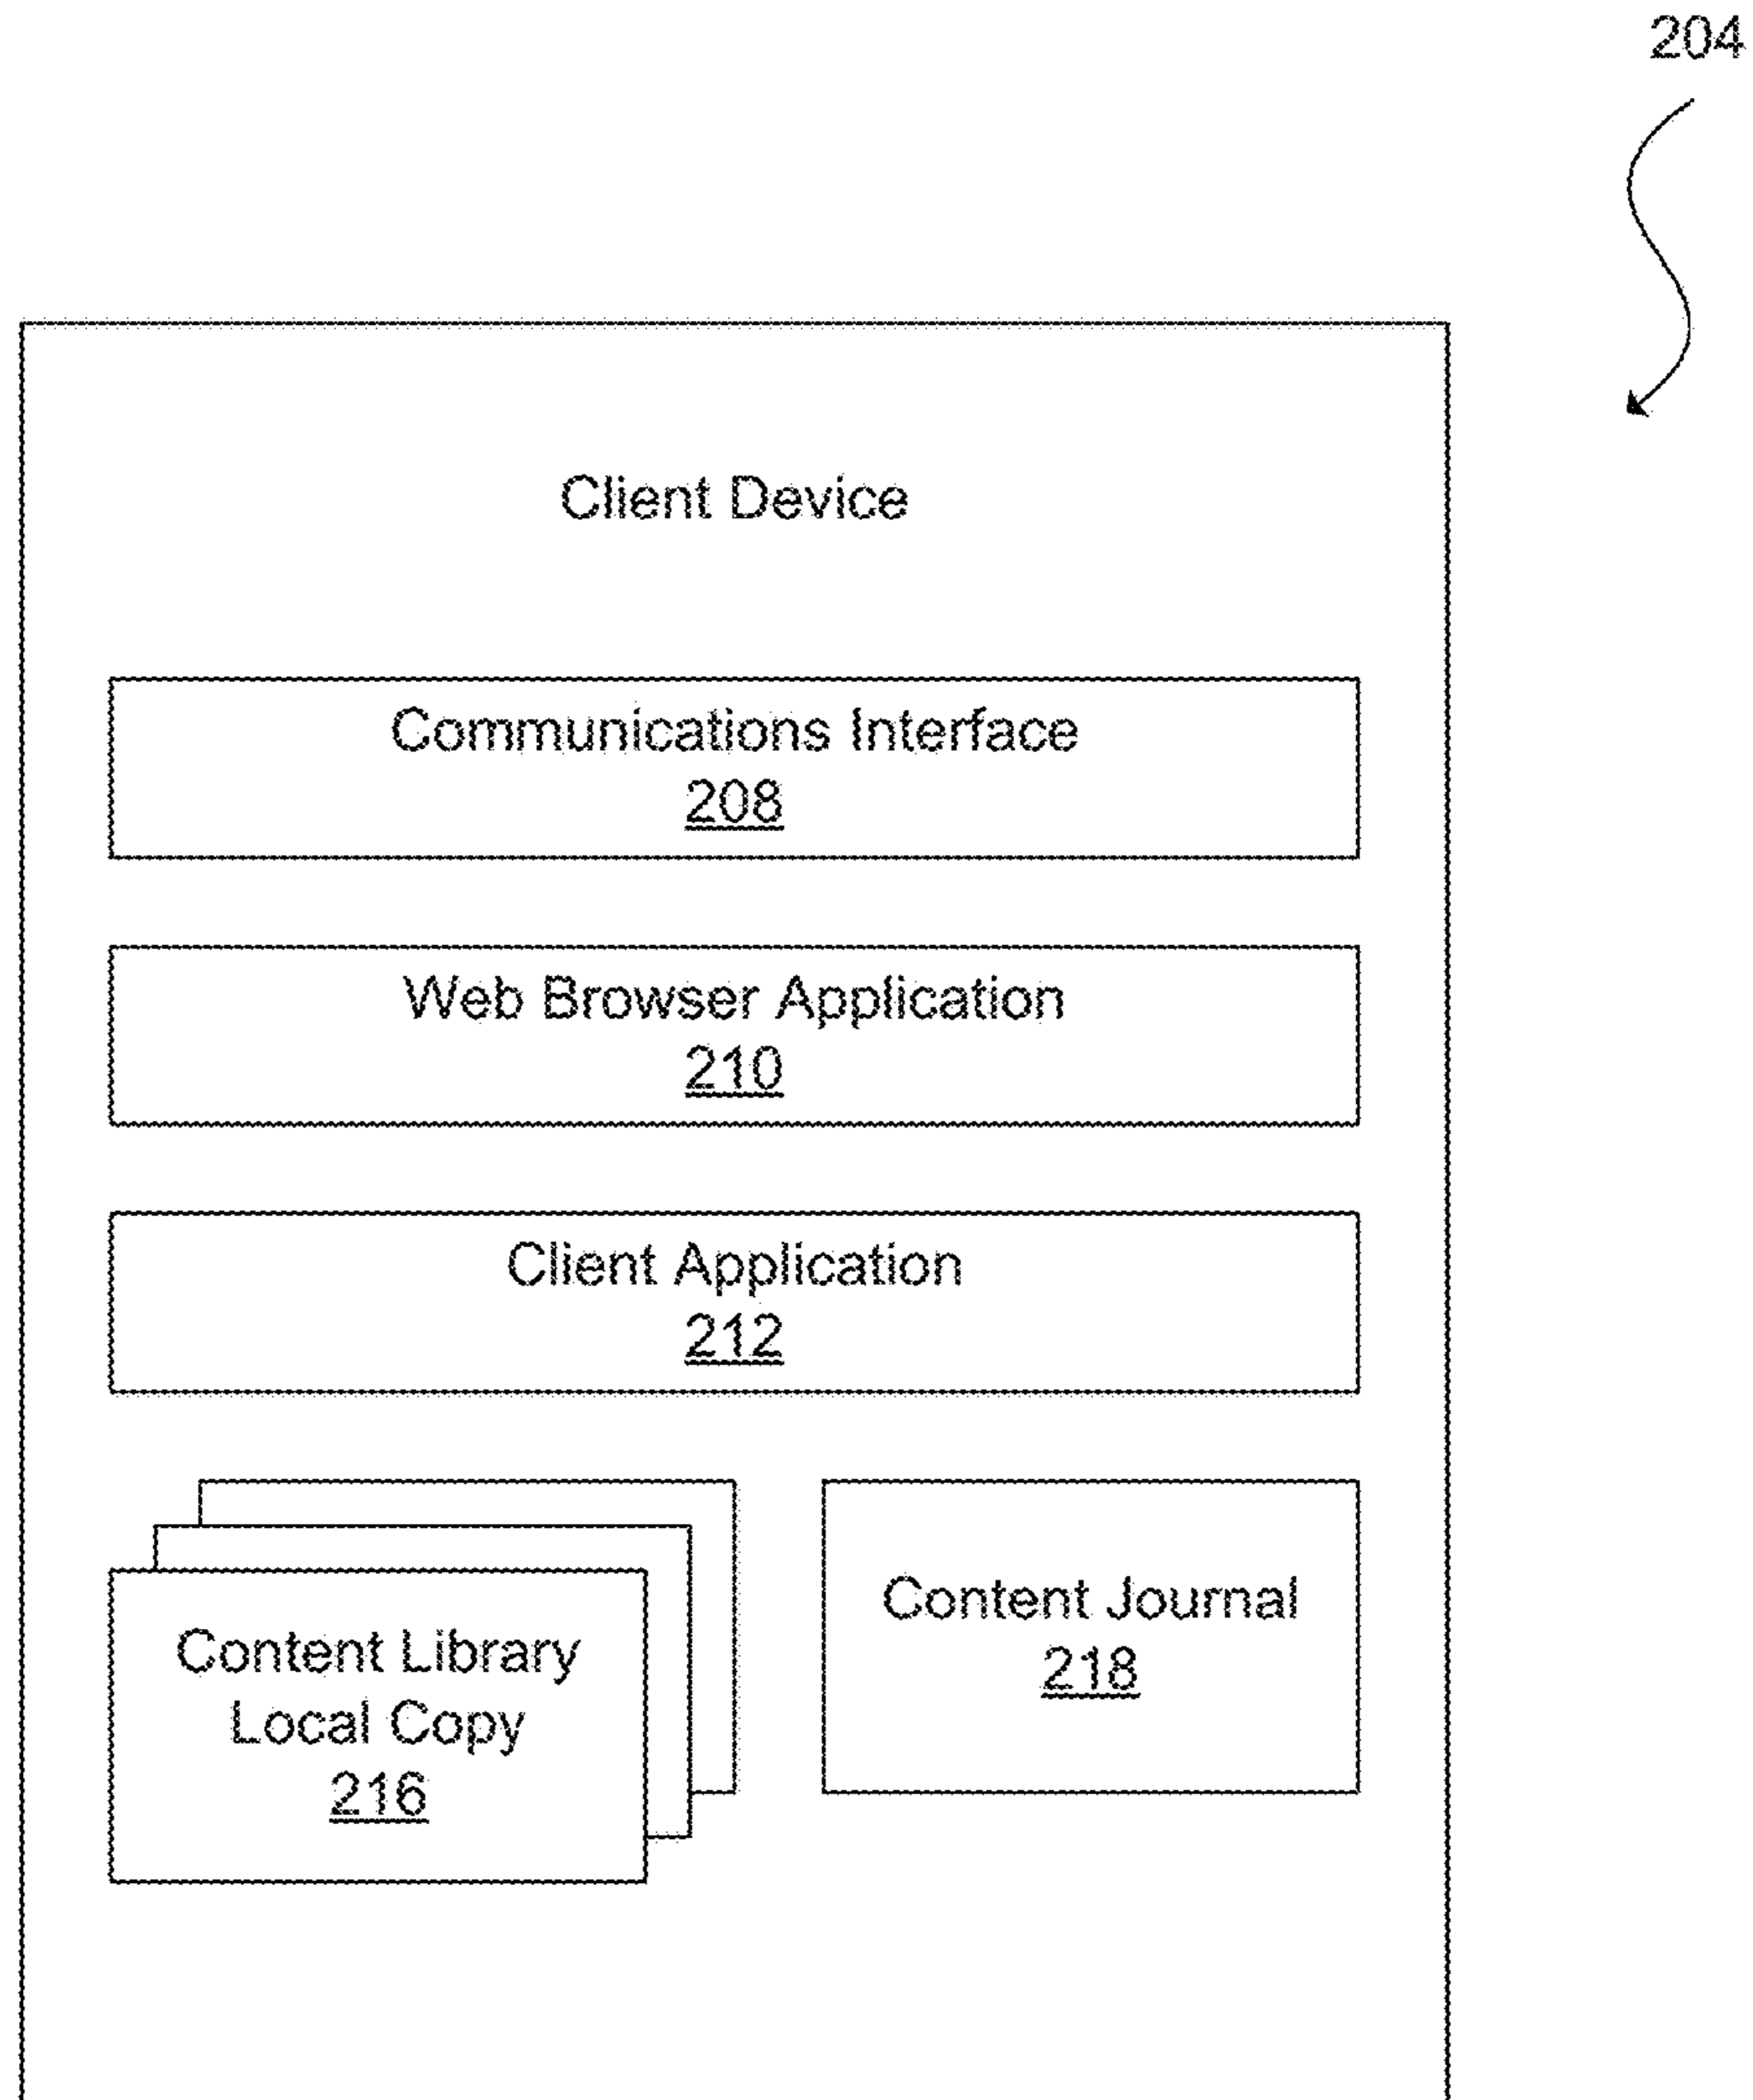 204
Client Device
Communications Interface
208
Web Browser Application
210
Client Application
212
Content Library
Local Copy
216
Content Journal
218